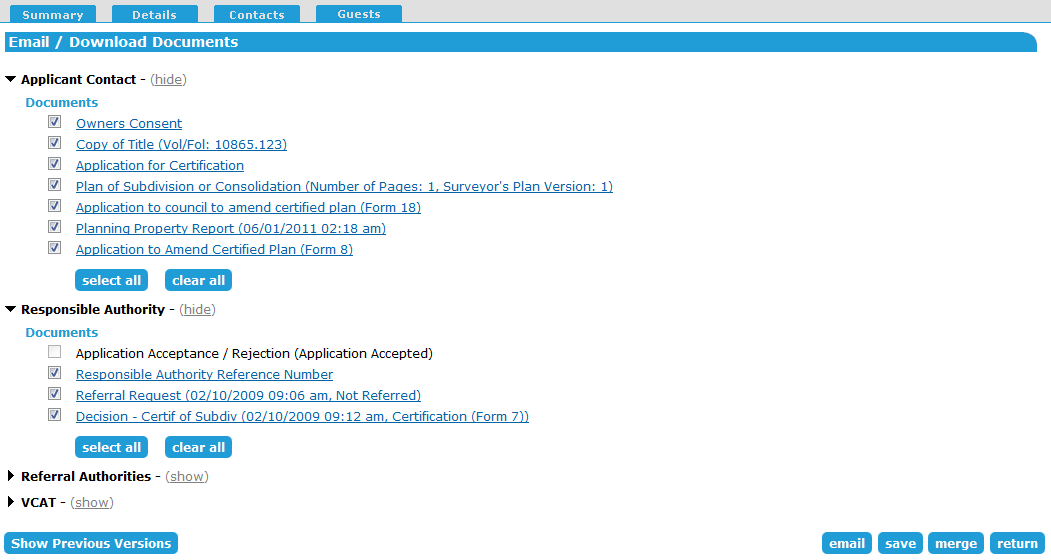 Summary Details Contacts Guests
Email / Download Documents
Applicant Contact - (hide)
Documents
Owners Consent
Copy of Title (Vol/Fol: 10865.123)
Application for Certification
Plan of Subdivision or Consolidation (Number of Pages: 1, Surveyor's Plan Version: 1)
Application to council to amend certified plan (Form 18)
Planning Property Report (06/01/2011 02:18 am)
Application to Amend Certified Plan (Form 8)
select all clear all
Responsible Authority - (hide)
Documents
Application Acceptance / Rejection (Application Accepted)
Responsible Authority Reference Number
Referral Request (02/10/2009 09:06 am, Not Referred)
Decision - Certif of Subdiv (02/10/2009 09:12 am, Certification (Form 7))
select all clear all
Referral Authorities - (show)
VCAT - (show)
Show Previous Versions email save merge return